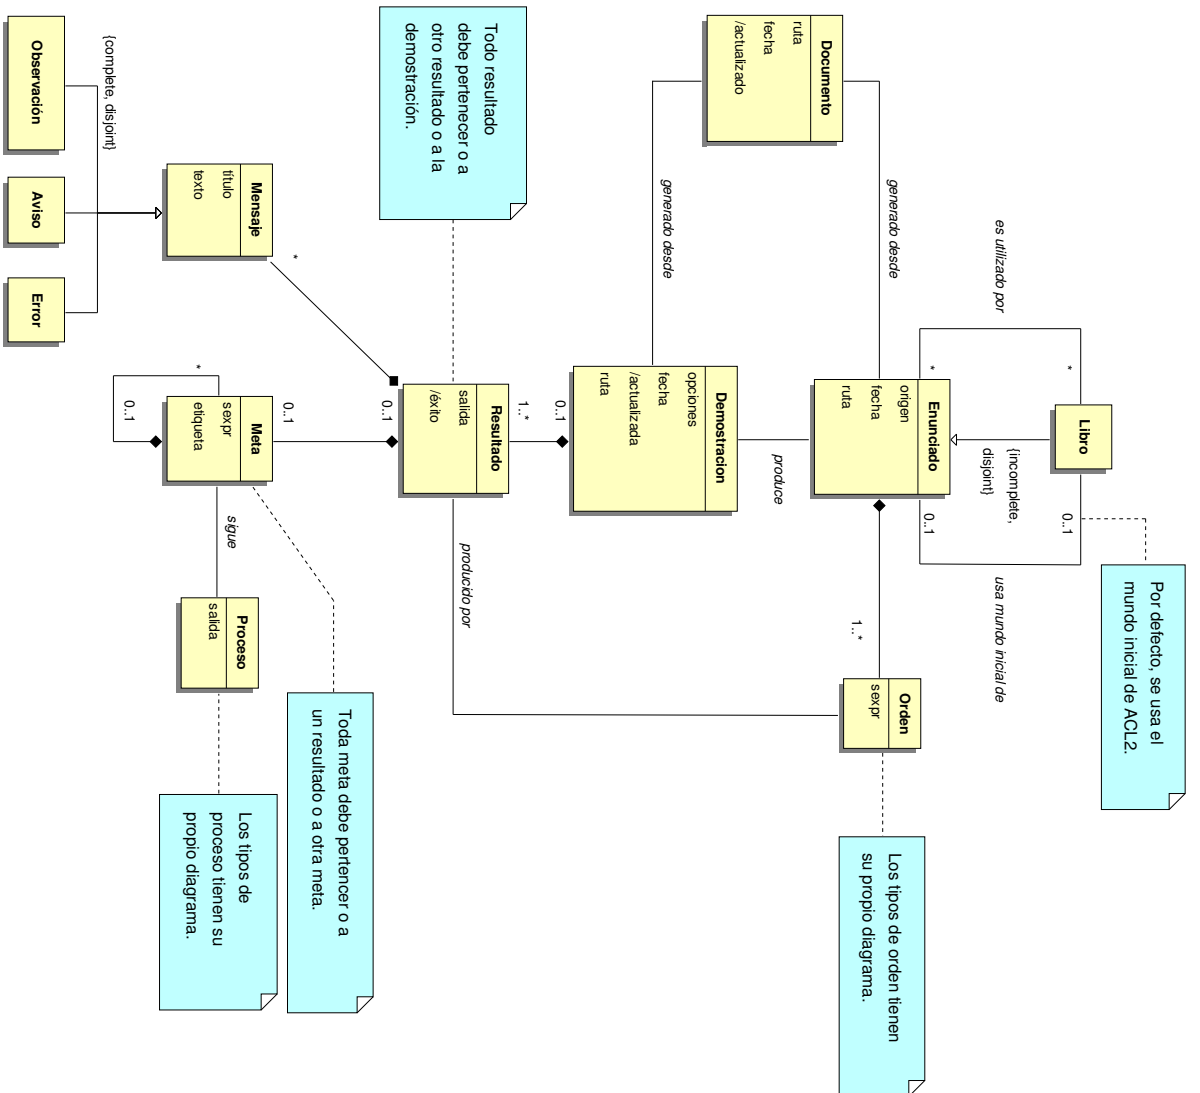 Por defecto, se usa el
mundo inicial de ACL2.
Libro
*
0..1
es utilizado por
{incomplete,
disjoint}
usa mundo inicial de
*
0..1
Enunciado
origen
fecha
ruta
1..*
Orden
sexpr
Los tipos de orden tienen
su propio diagrama.
Documento
ruta
fecha
/actualizado
generado desde
generado desde
produce
Demostracion
opciones
fecha
/actualizada
ruta
0..1
1..*
Todo resultado
debe pertenecer o a
otro resultado o a la
demostración.
Resultado
salida
/éxito
producido por
0..1
*
0..1
Mensaje
título
texto
{complete, disjoint}
Observación
Aviso
Error
Meta
sexpr
etiqueta
*
0..1
sigue
Proceso
salida
Toda meta debe pertencer o a
un resultado o a otra meta.
Los tipos de
proceso tienen su
propio diagrama.